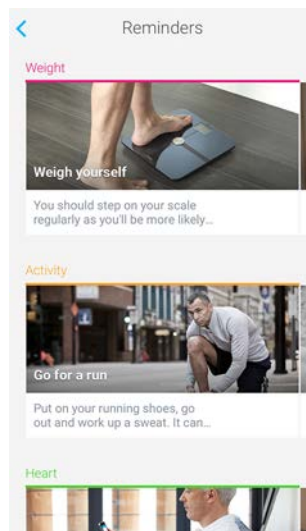 Reminders
Weight
Weigh yourself
You should step on your scale
regularly as you'll be more likely...
Activity
Go for a run
Put on your running shoes, go
out and work up a sweat. It can...
Heart